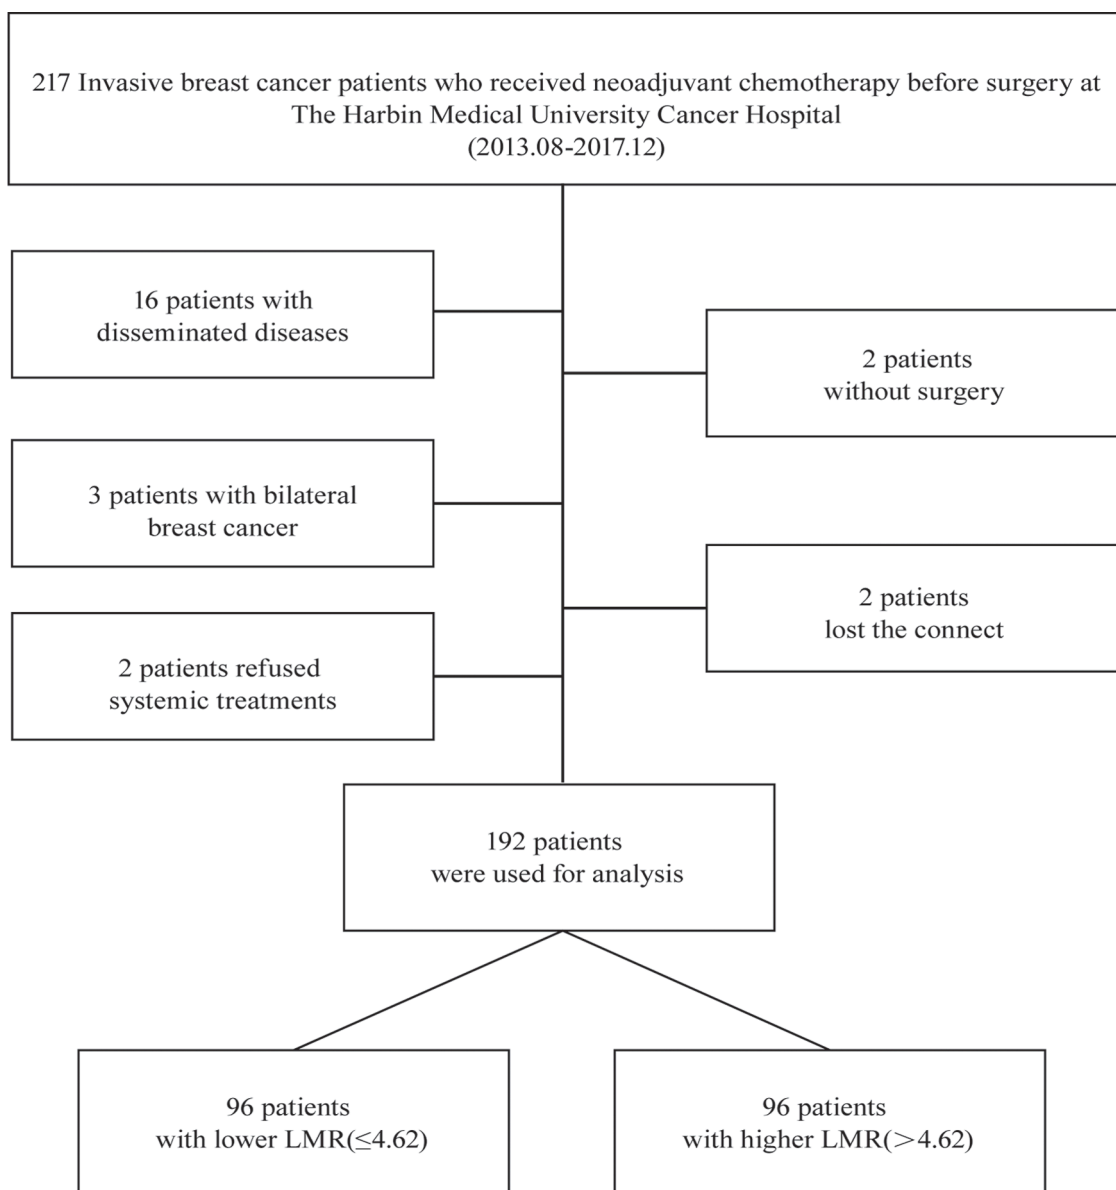 217 Invasive breast cancer patients who received neoadjuvant chemotherapy before surgery at
The Harbin Medical University Cancer Hospital
(2013.08-2017.12)
16 patients with
disseminated diseases
2 patients
without surgery
3 patients with bilateral
breast cancer
2 patients
lost the connect
2 patients refused
systemic treatments
192 patients
were used for analysis
96 patients
with lower LMR(≤4.62)
96 patients
with higher LMR(>4.62)